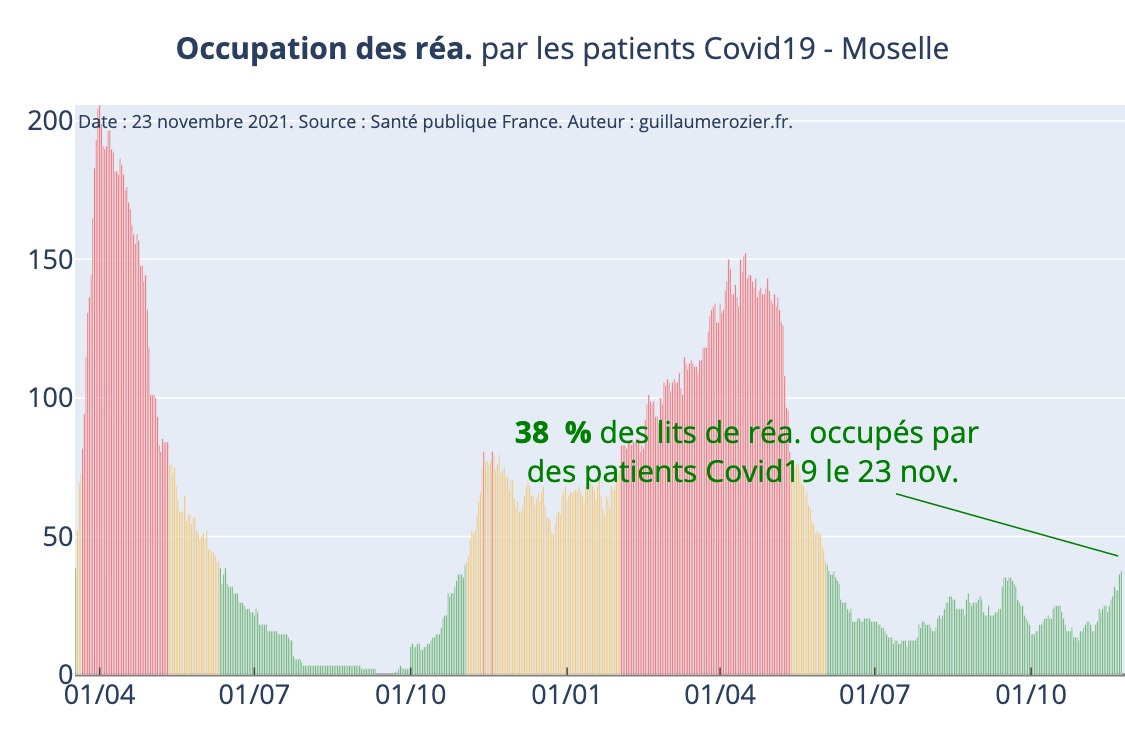 Occupation des réa. par les patients Covid19 - Moselle
200
Date : 23 novembre 2021. Source : Santé publique France. Auteur : guillaumerozier.fr.
150
100
38 % des lits de réa. occupés par
des patients Covid19 le 23 nov.
50
0
01/04 01/07 01/10 01/01 01/04 01/07 01/10